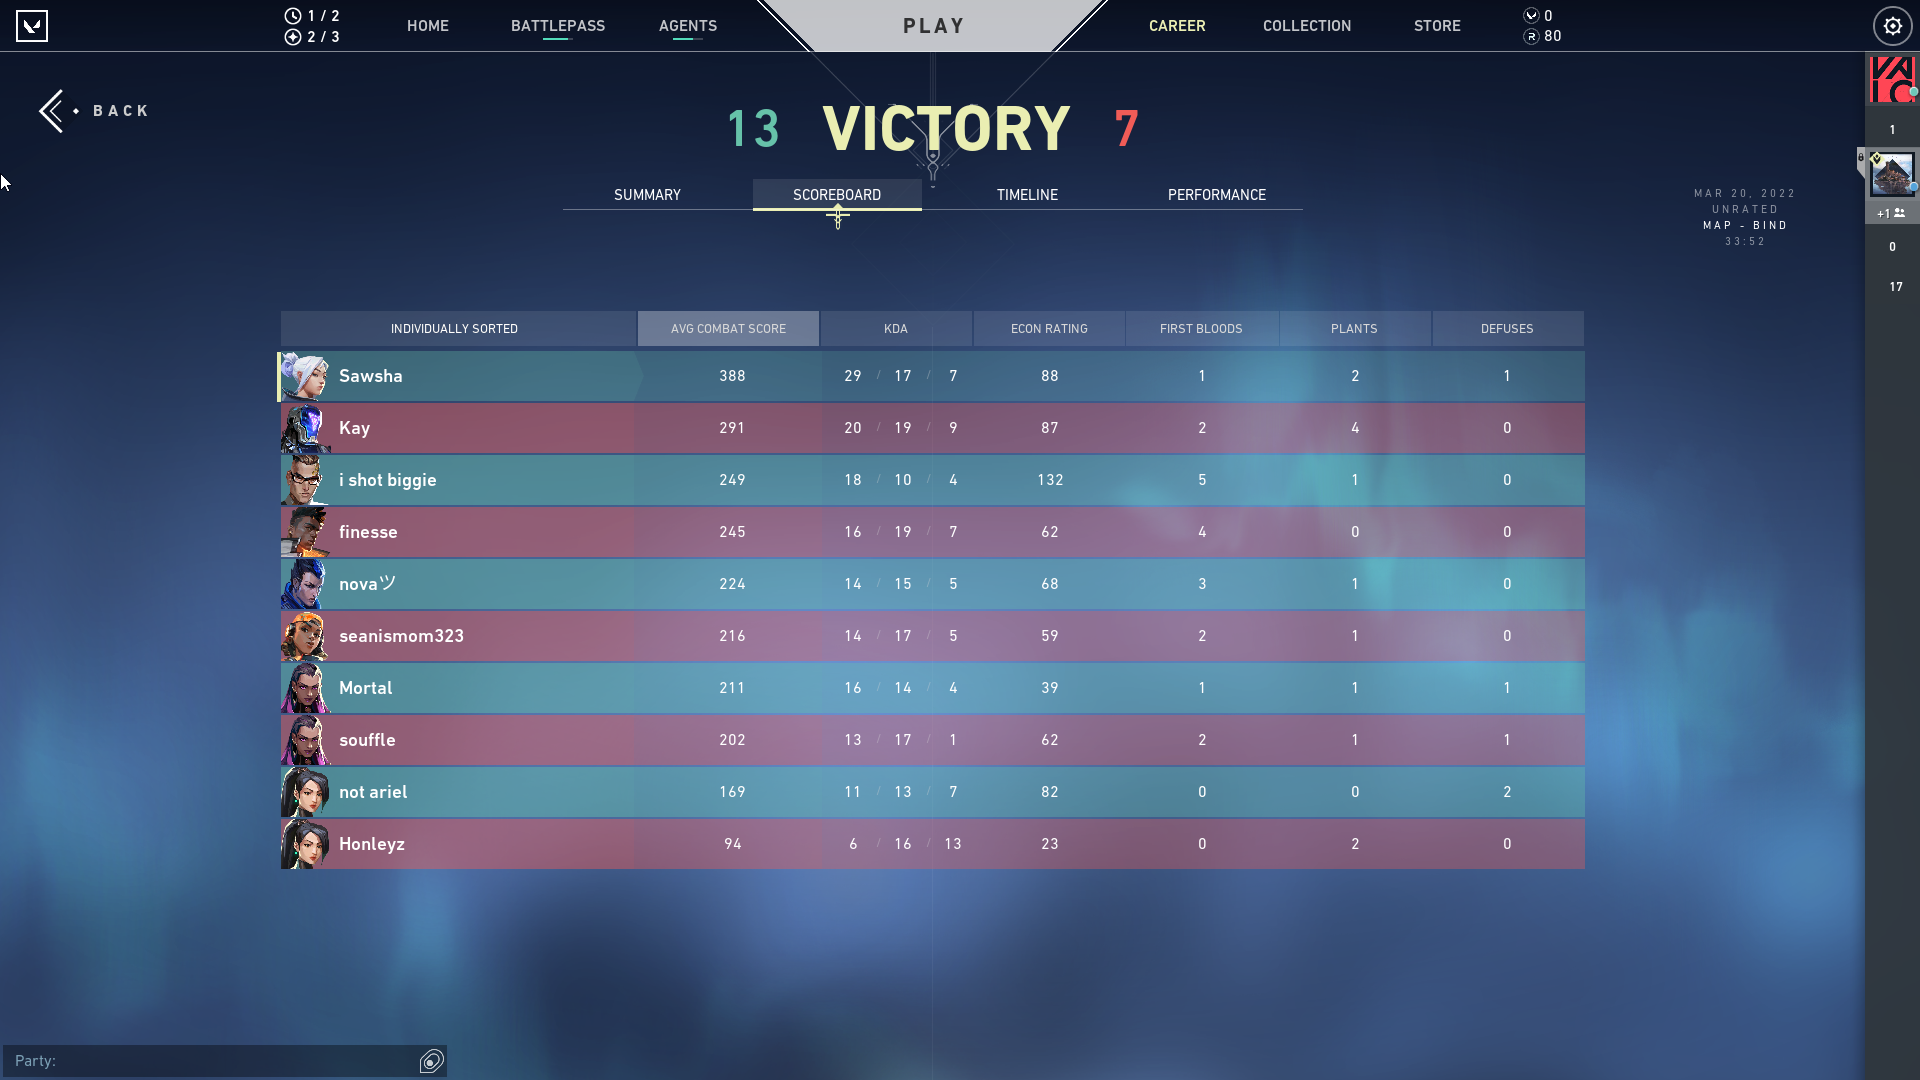 1 / 2
2 / 3
HOME
BATTLEPASS
AGENTS
PLAY
CAREER
COLLECTION
STORE
0
80
BACK
13 VICTORY 7
SUMMARY
SCOREBOARD
TIMELINE
PERFORMANCE
MAR 20, 2022
UNRATED
MAP - BIND
33:52
1
+1
0
17
INDIVIDUALLY SORTED AVG COMBAT SCORE KDA ECON RATING FIRST BLOODS PLANTS DEFUSES
Sawsha 388 29 / 17 / 7 88 1 2 1
Kay 291 20 / 19 / 9 87 2 4 0
i shot biggie 249 18 / 10 / 4 132 5 1 0
finesse 245 16 / 19 / 7 62 4 0 0
novaツ 224 14 / 15 / 5 68 3 1 0
seanismom323 216 14 / 17 / 5 59 2 1 0
Mortal 211 16 / 14 / 4 39 1 1 1
souffle 202 13 / 17 / 1 62 2 1 1
not ariel 169 11 / 13 / 7 82 0 0 2
Honleyz 94 6 / 16 / 13 23 0 2 0
Party: